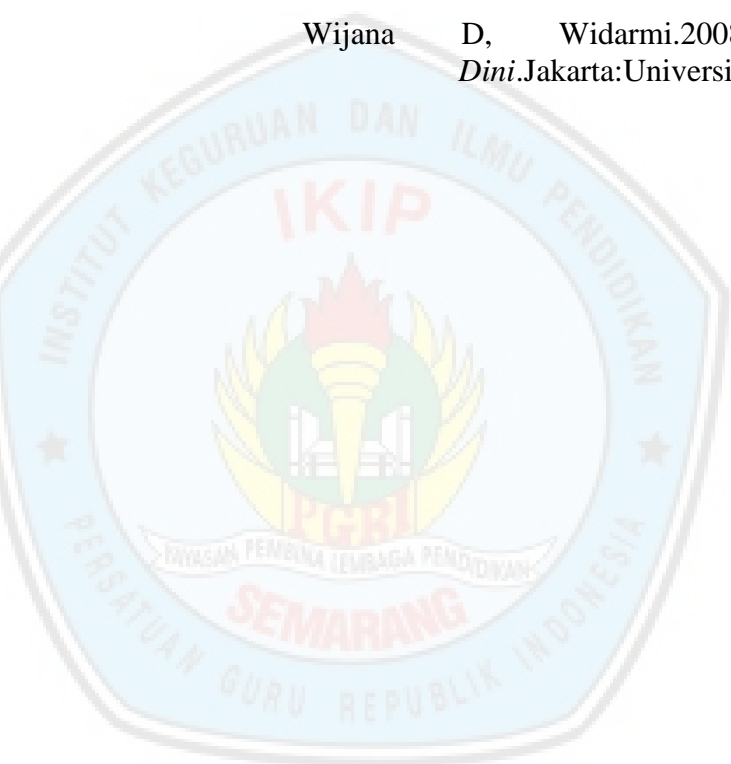 Wijana D, Widarmi.2008
Dini.Jakarta:Universi
INSTITUT KEGURUAN DAN ILMU PENDIDIKAN
IKIP
PGRI
YAYASAN PEMBINA LEMBAGA PENDIDIKAN
SEMARANG
PERSATUAN GURU REPUBLIK INDONESIA